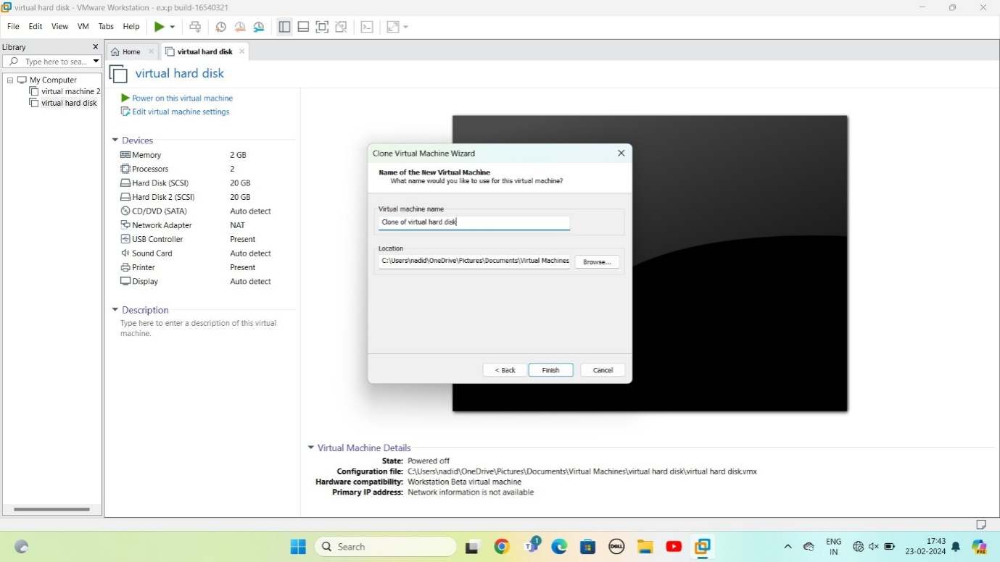 virtual hard disk - VMware Workstation - e.x.p build-16540321
File Edit View VM Tabs Help
Library
Type here to sea...
My Computer
virtual machine 2
virtual hard disk
Home
virtual hard disk
virtual hard disk
Power on this virtual machine
Edit virtual machine settings
Devices
Memory 2 GB
Processors 2
Hard Disk (SCSI) 20 GB
Hard Disk 2 (SCSI) 20 GB
CD/DVD (SATA) Auto detect
Network Adapter NAT
USB Controller Present
Sound Card Auto detect
Printer Present
Display Auto detect
Description
Type here to enter a description of this virtual
machine.
Clone Virtual Machine Wizard
Name of the New Virtual Machine
What name would you like to use for this virtual machine?
Virtual machine name
Clone of virtual hard disk
Location
C:\Users\nadid\OneDrive\Pictures\Documents\Virtual Machines
Browse...
< Back Finish Cancel
Virtual Machine Details
State: Powered off
Configuration file: C:\Users\nadid\OneDrive\Pictures\Documents\Virtual Machines\virtual hard disk\virtual hard disk.vmx
Hardware compatibility: Workstation Beta virtual machine
Primary IP address: Network information is not available
Search
1
DELL
ENG
IN
17:43
23-02-2024
PRE